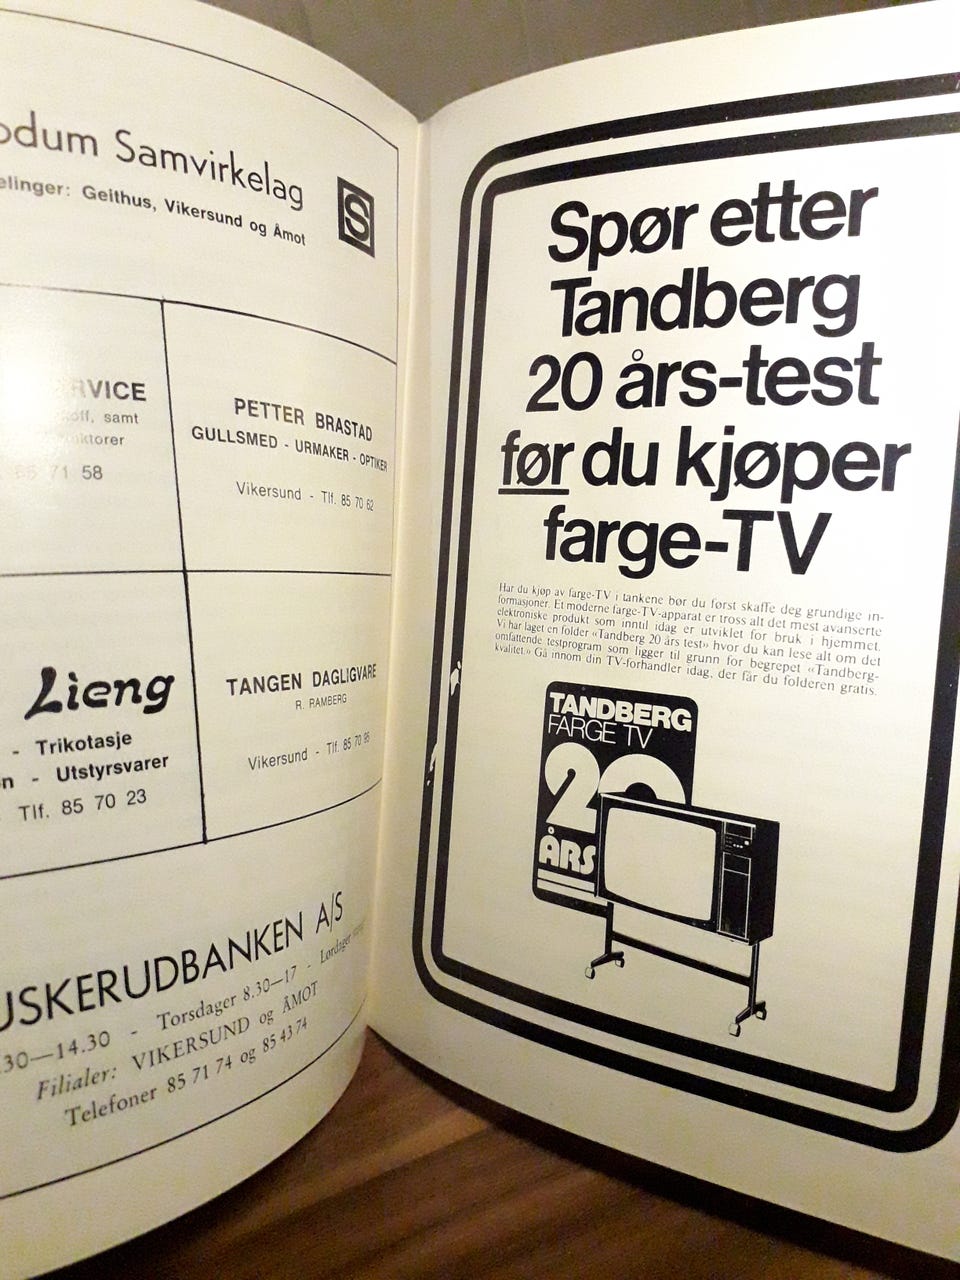 odum Samvirkelag
elinger: Geithus, Vikersund og Åmot
S
RVICE
samt
71 58
PETTER BRASTAD
GULLSMED - URMAKER - OPTIKER
Vikersund - Tlf. 85 70 62
Lieng
- Trikotasje
n - Utstyrsvarer
Tlf. 85 70 23
TANGEN DAGLIGVARE
R. RAMBERG
Vikersund - Tlf. 85 70 95
USKERUDBANKEN A/S
.30—14.30 - Torsdager 8.30—17 - Lørdager
Filialer: VIKERSUND og ÅMOT
Telefoner 85 71 74 og 85 43 74
Spør etter
Tandberg
20 års-test
før du kjøper
farge-TV
Har du kjøp av farge-TV i tankene bør du først skaffe deg grundige in-
formasjoner. Et moderne farge-TV-apparat er tross alt det mest avanserte
elektroniske produkt som inntil idag er utviklet for bruk i hjemmet.
Vi har laget en folder «Tandberg 20 års test» hvor du kan lese alt om det
omfattende testprogram som ligger til grunn for begrepet «Tandberg-
kvalitet.» Gå innom din TV-forhandler idag, der får du folderen gratis.
TANDBERG
FARGE TV
20
ÅRS